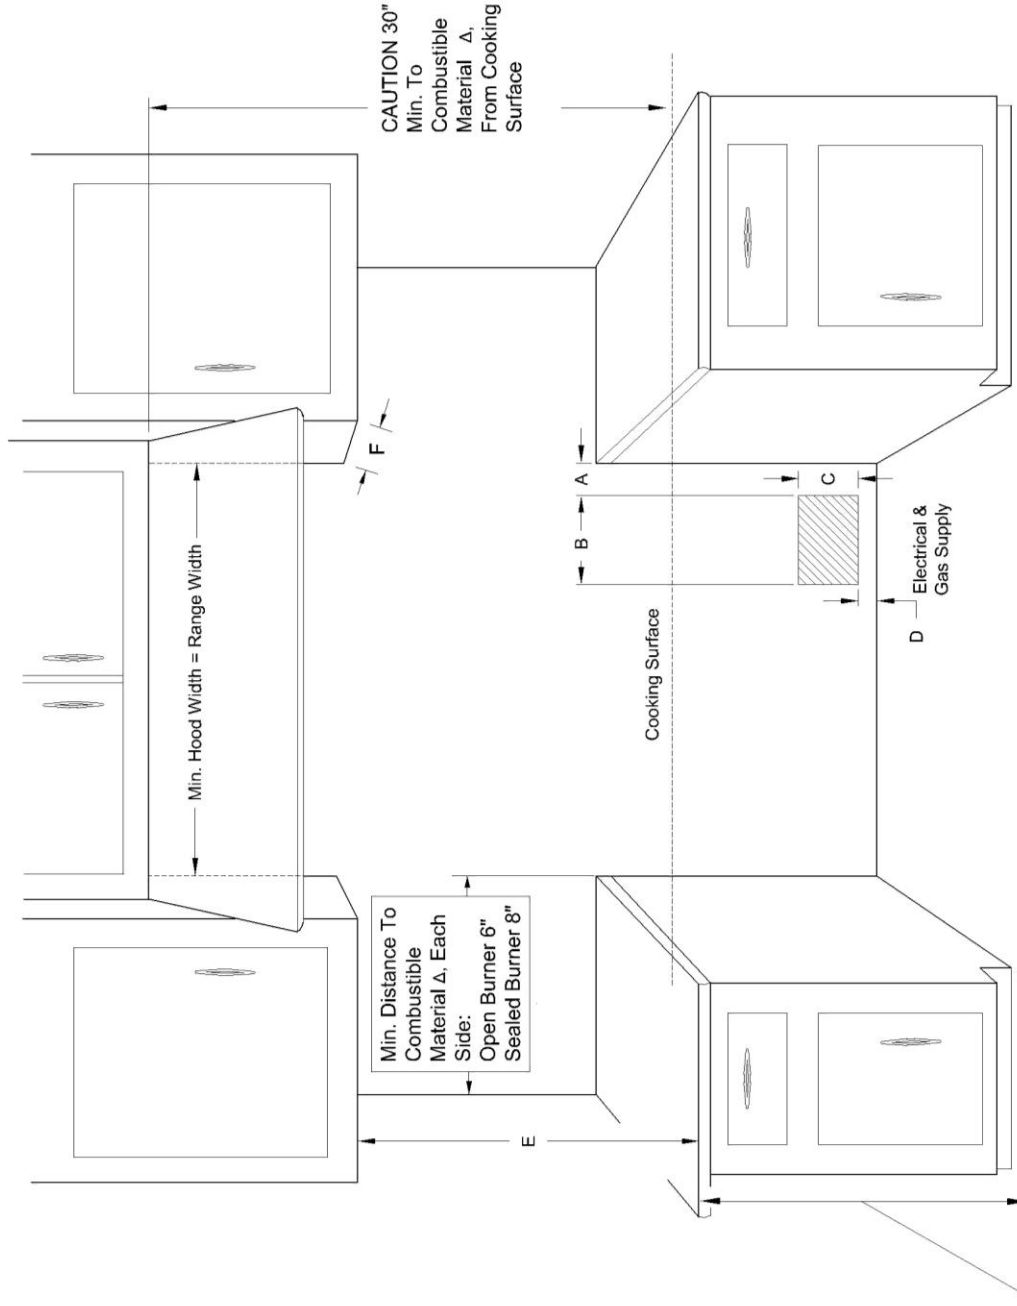 CAUTION 30"
Min. To
Combustible
Material Δ,
From Cooking
Surface
Min. Hood Width = Range Width
F
Min. Distance To
Combustible
Material Δ, Each
Side:
Open Burner 6"
Sealed Burner 8"
E
A
B
C
D
Cooking Surface
Electrical &
Gas Supply